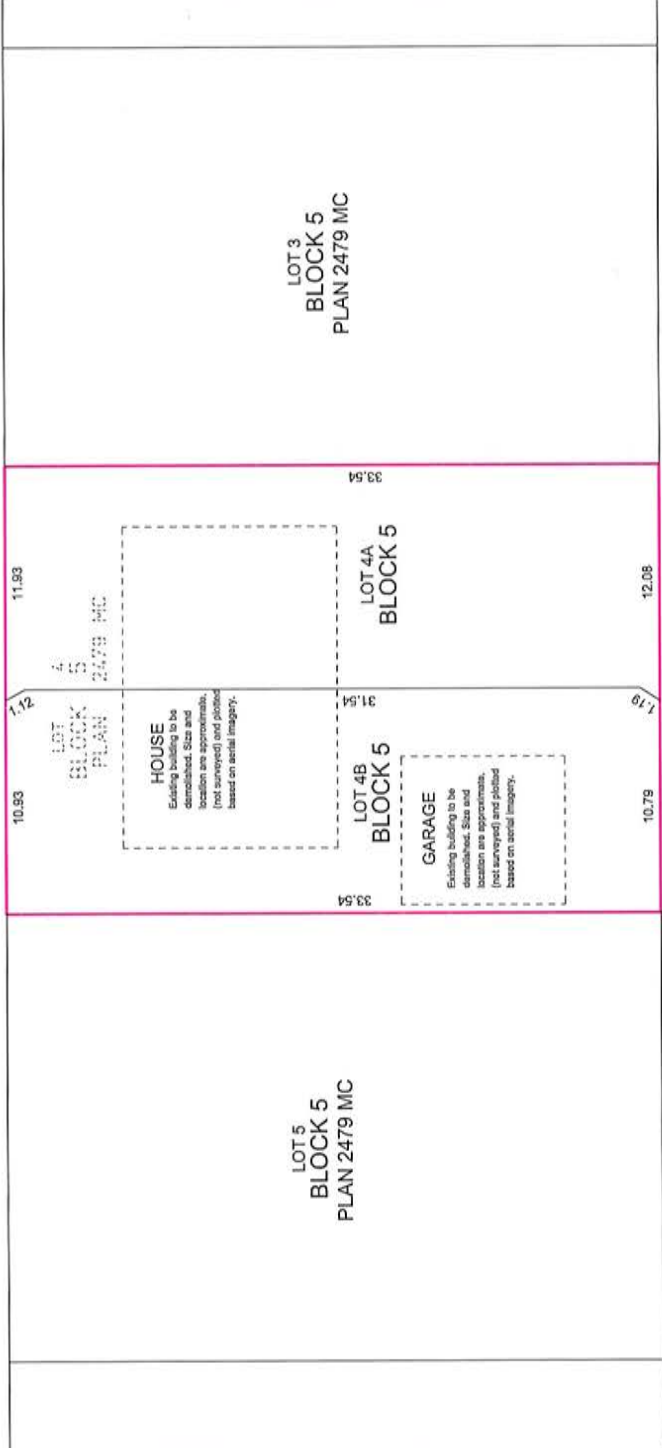 10.93
1.12
11.93
LOT 4
BLOCK 5
PLAN 2479 MC
HOUSE
Existing building to be
demolished. Size and
location are approximate,
(not surveyed) and plotted
based on aerial imagery.
LOT 5
BLOCK 5
PLAN 2479 MC
33.54
LOT 4B
BLOCK 5
31.54
LOT 4A
BLOCK 5
33.54
LOT 3
BLOCK 5
PLAN 2479 MC
GARAGE
Existing building to be
demolished. Size and
location are approximate,
(not surveyed) and plotted
based on aerial imagery.
10.79
1.79
12.08